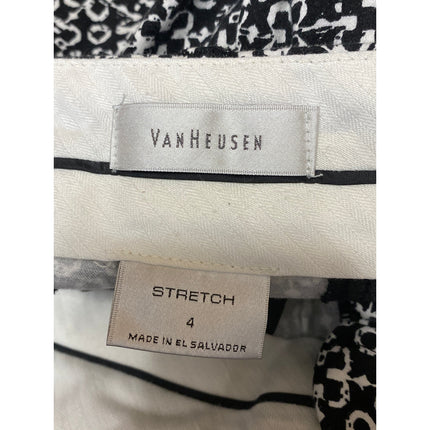 VANHEUSEN
STRETCH
4
MADE IN EL SALVADOR